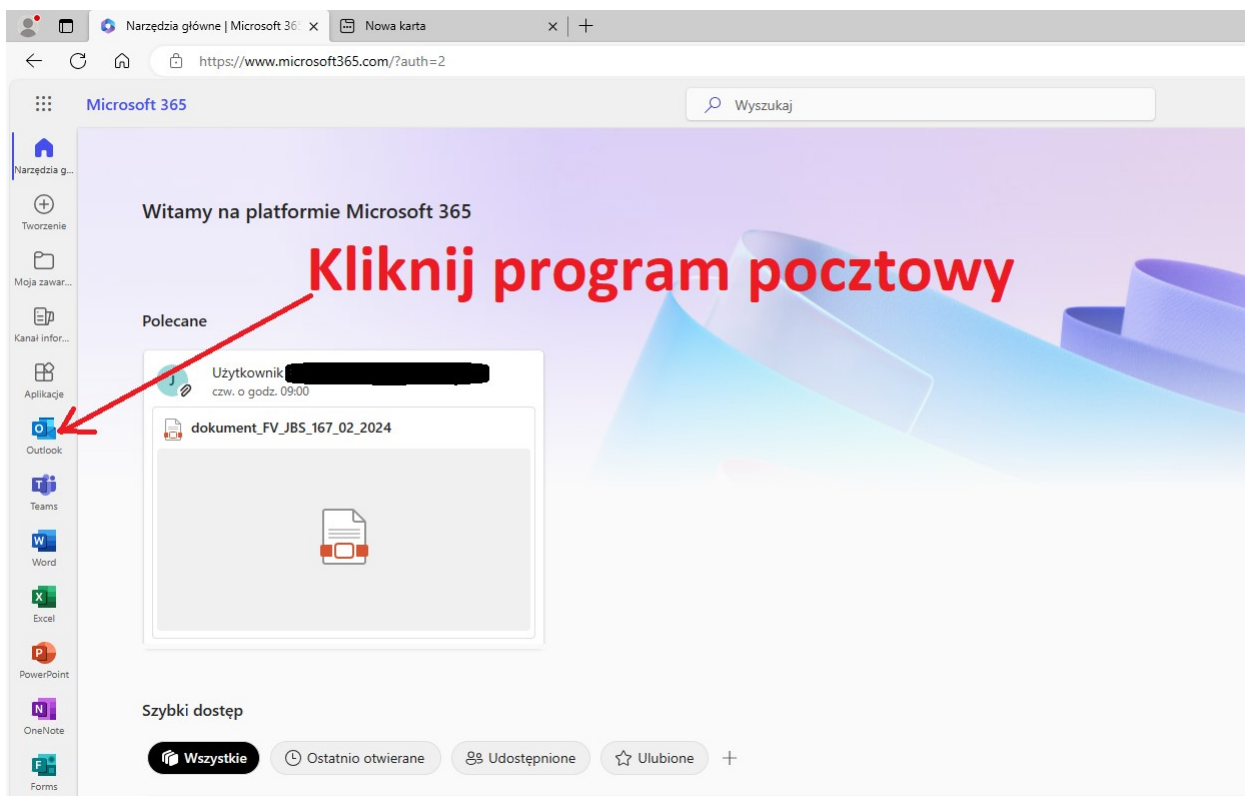 Narzędzia główne | Microsoft 36
Nowa karta
https://www.microsoft365.com/?auth=2
Microsoft 365
Wyszukaj
Narzędzia g...
Tworzenie
Moja zawar...
Kanał infor...
Aplikacje
Outlook
Teams
Word
Excel
PowerPoint
OneNote
Forms
Witamy na platformie Microsoft 365
Kliknij program pocztowy
Polecane
J
Użytkownik
czw. o godz. 09:00
dokument_FV_JBS_167_02_2024
Szybki dostęp
Wszystkie
Ostatnio otwierane
Udostępnione
Ulubione